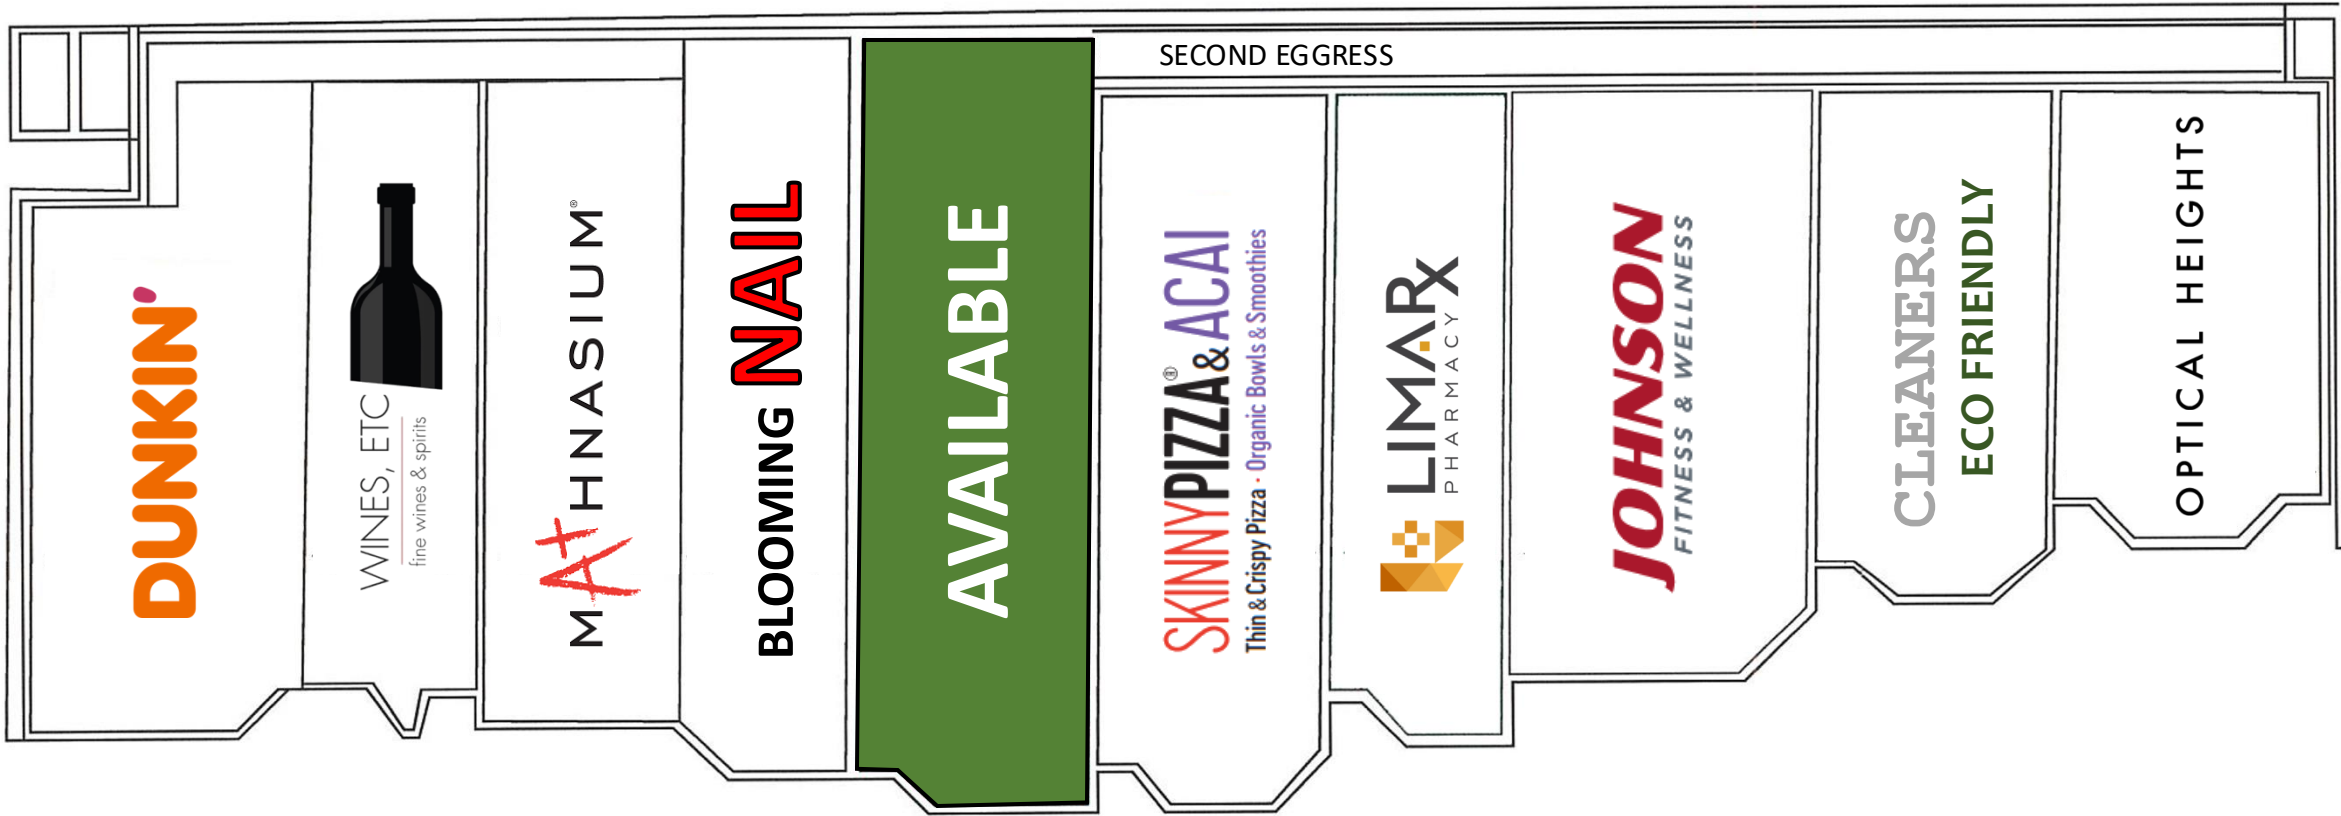 SECOND EGGRESS
DUNKIN'
WINES, ETC
fine wines & spirits
MATHNASIUM®
BLOOMING NAIL
AVAILABLE
SKINNYPIZZA® & ACAI
Thin & Crispy Pizza · Organic Bowls & Smoothies
LIMARx
PHARMACY
JOHNSON
FITNESS & WELLNESS
CLEANERS
ECO FRIENDLY
OPTICAL HEIGHTS